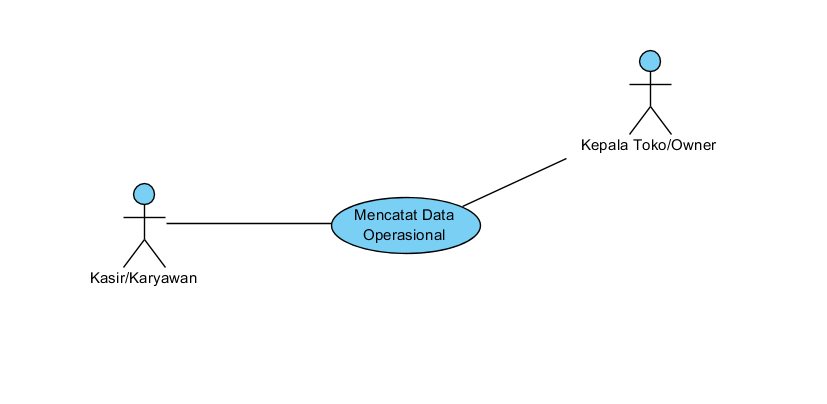 Kepala Toko/Owner
Mencatat Data
Operasional
Kasir/Karyawan